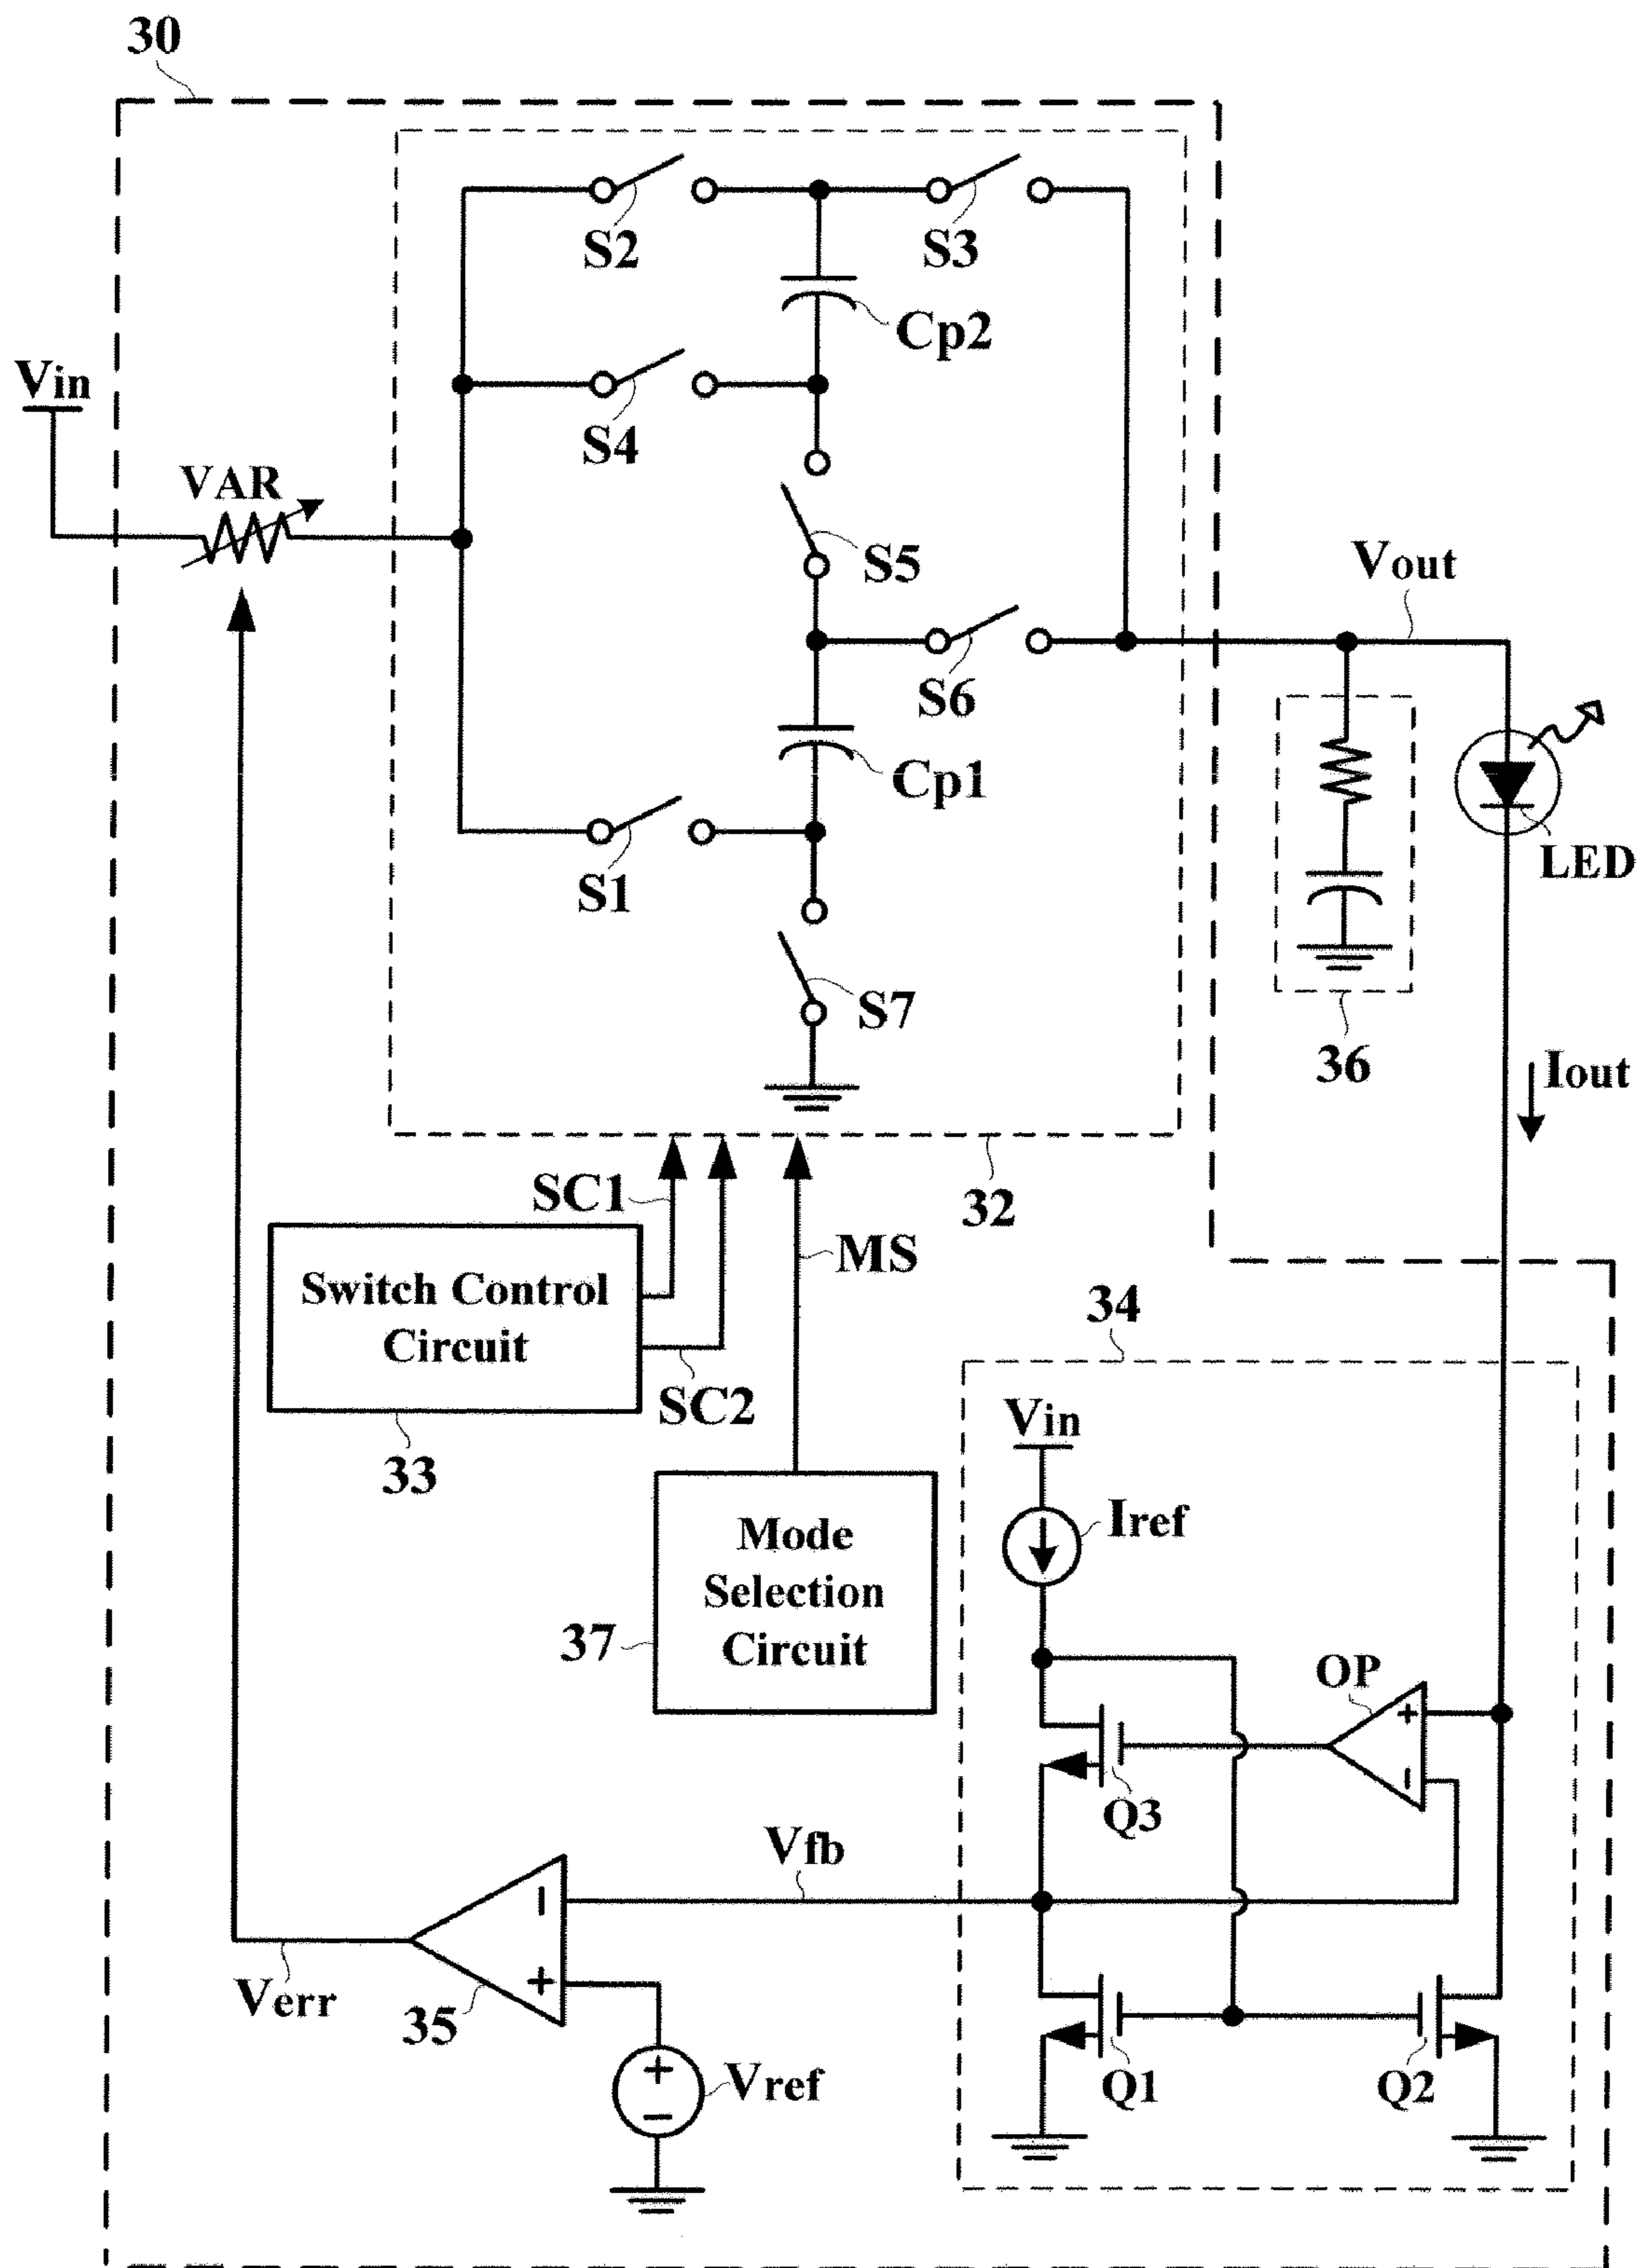 30
S2
S3
Cp2
Vin
S4
VAR
S5
Vout
S6
Cp1
LED
S1
S7
36
Iout
SC1
32
MS
Switch Control
Circuit
34
SC2
Vin
33
Iref
Mode
Selection
Circuit
37
OP
Q3
Vfb
Verr
35
Vref
Q1
Q2